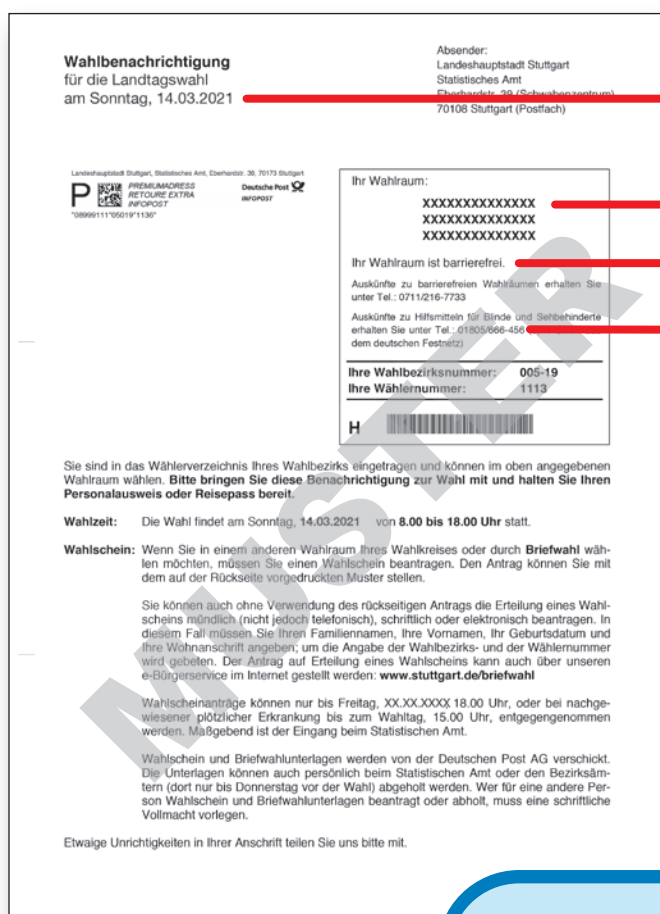 Wahlbenachrichtigung
für die Landtagswahl
am Sonntag, 14.03.2021
Absender:
Landeshauptstadt Stuttgart
Statistisches Amt
Eberhardstr. 39 (Schwabenzentrum)
70108 Stuttgart (Postfach)
Landeshauptstadt Stuttgart, Statistisches Amt, Eberhardstr. 39, 70173 Stuttgart
P PREMIUMADRESS
RETOURE EXTRA
INFOPOST
Deutsche Post
INFOPOST
*08999111*05019*1136*
Ihr Wahlraum:
XXXXXXXXXXXXXX
XXXXXXXXXXXXXX
XXXXXXXXXXXXXX
Ihr Wahlraum ist barrierefrei.
Auskünfte zu barrierefreien Wahlräumen erhalten Sie
unter Tel.: 0711/216-7733
Auskünfte zu Hilfsmitteln für Blinde und Sehbehinderte
erhalten Sie unter Tel.: 01805/666-456
dem deutschen Festnetz)
Ihre Wahlbezirksnummer: 005-19
Ihre Wählernummer: 1113
H
Sie sind in das Wählerverzeichnis Ihres Wahlbezirks eingetragen und können im oben angegebenen
Wahlraum wählen. Bitte bringen Sie diese Benachrichtigung zur Wahl mit und halten Sie Ihren
Personalausweis oder Reisepass bereit.
Wahlzeit: Die Wahl findet am Sonntag, 14.03.2021 von 8.00 bis 18.00 Uhr statt.
Wahlschein: Wenn Sie in einem anderen Wahlraum Ihres Wahlkreises oder durch Briefwahl wäh-
len möchten, müssen Sie einen Wahlschein beantragen. Den Antrag können Sie mit
dem auf der Rückseite vorgedruckten Muster stellen.
Sie können auch ohne Verwendung des rückseitigen Antrags die Erteilung eines Wahl-
scheins mündlich (nicht jedoch telefonisch), schriftlich oder elektronisch beantragen. In
diesem Fall müssen Sie Ihren Familiennamen, Ihre Vornamen, Ihr Geburtsdatum und
Ihre Wohnanschrift angeben; um die Angabe der Wahlbezirks- und der Wählernummer
wird gebeten. Der Antrag auf Erteilung eines Wahlscheins kann auch über unseren
e-Bürgerservice im Internet gestellt werden: www.stuttgart.de/briefwahl
Wahlscheinanträge können nur bis Freitag, XX.XX.XXXX 18.00 Uhr, oder bei nachge-
wiesener plötzlicher Erkrankung bis zum Wahltag, 15.00 Uhr, entgegengenommen
werden. Maßgebend ist der Eingang beim Statistischen Amt.
Wahlschein und Briefwahlunterlagen werden von der Deutschen Post AG verschickt.
Die Unterlagen können auch persönlich beim Statistischen Amt oder den Bezirksäm-
tern (dort nur bis Donnerstag vor der Wahl) abgeholt werden. Wer für eine andere Per-
son Wahlschein und Briefwahlunterlagen beantragt oder abholt, muss eine schriftliche
Vollmacht vorlegen.
Etwaige Unrichtigkeiten in Ihrer Anschrift teilen Sie uns bitte mit.
MUSTER